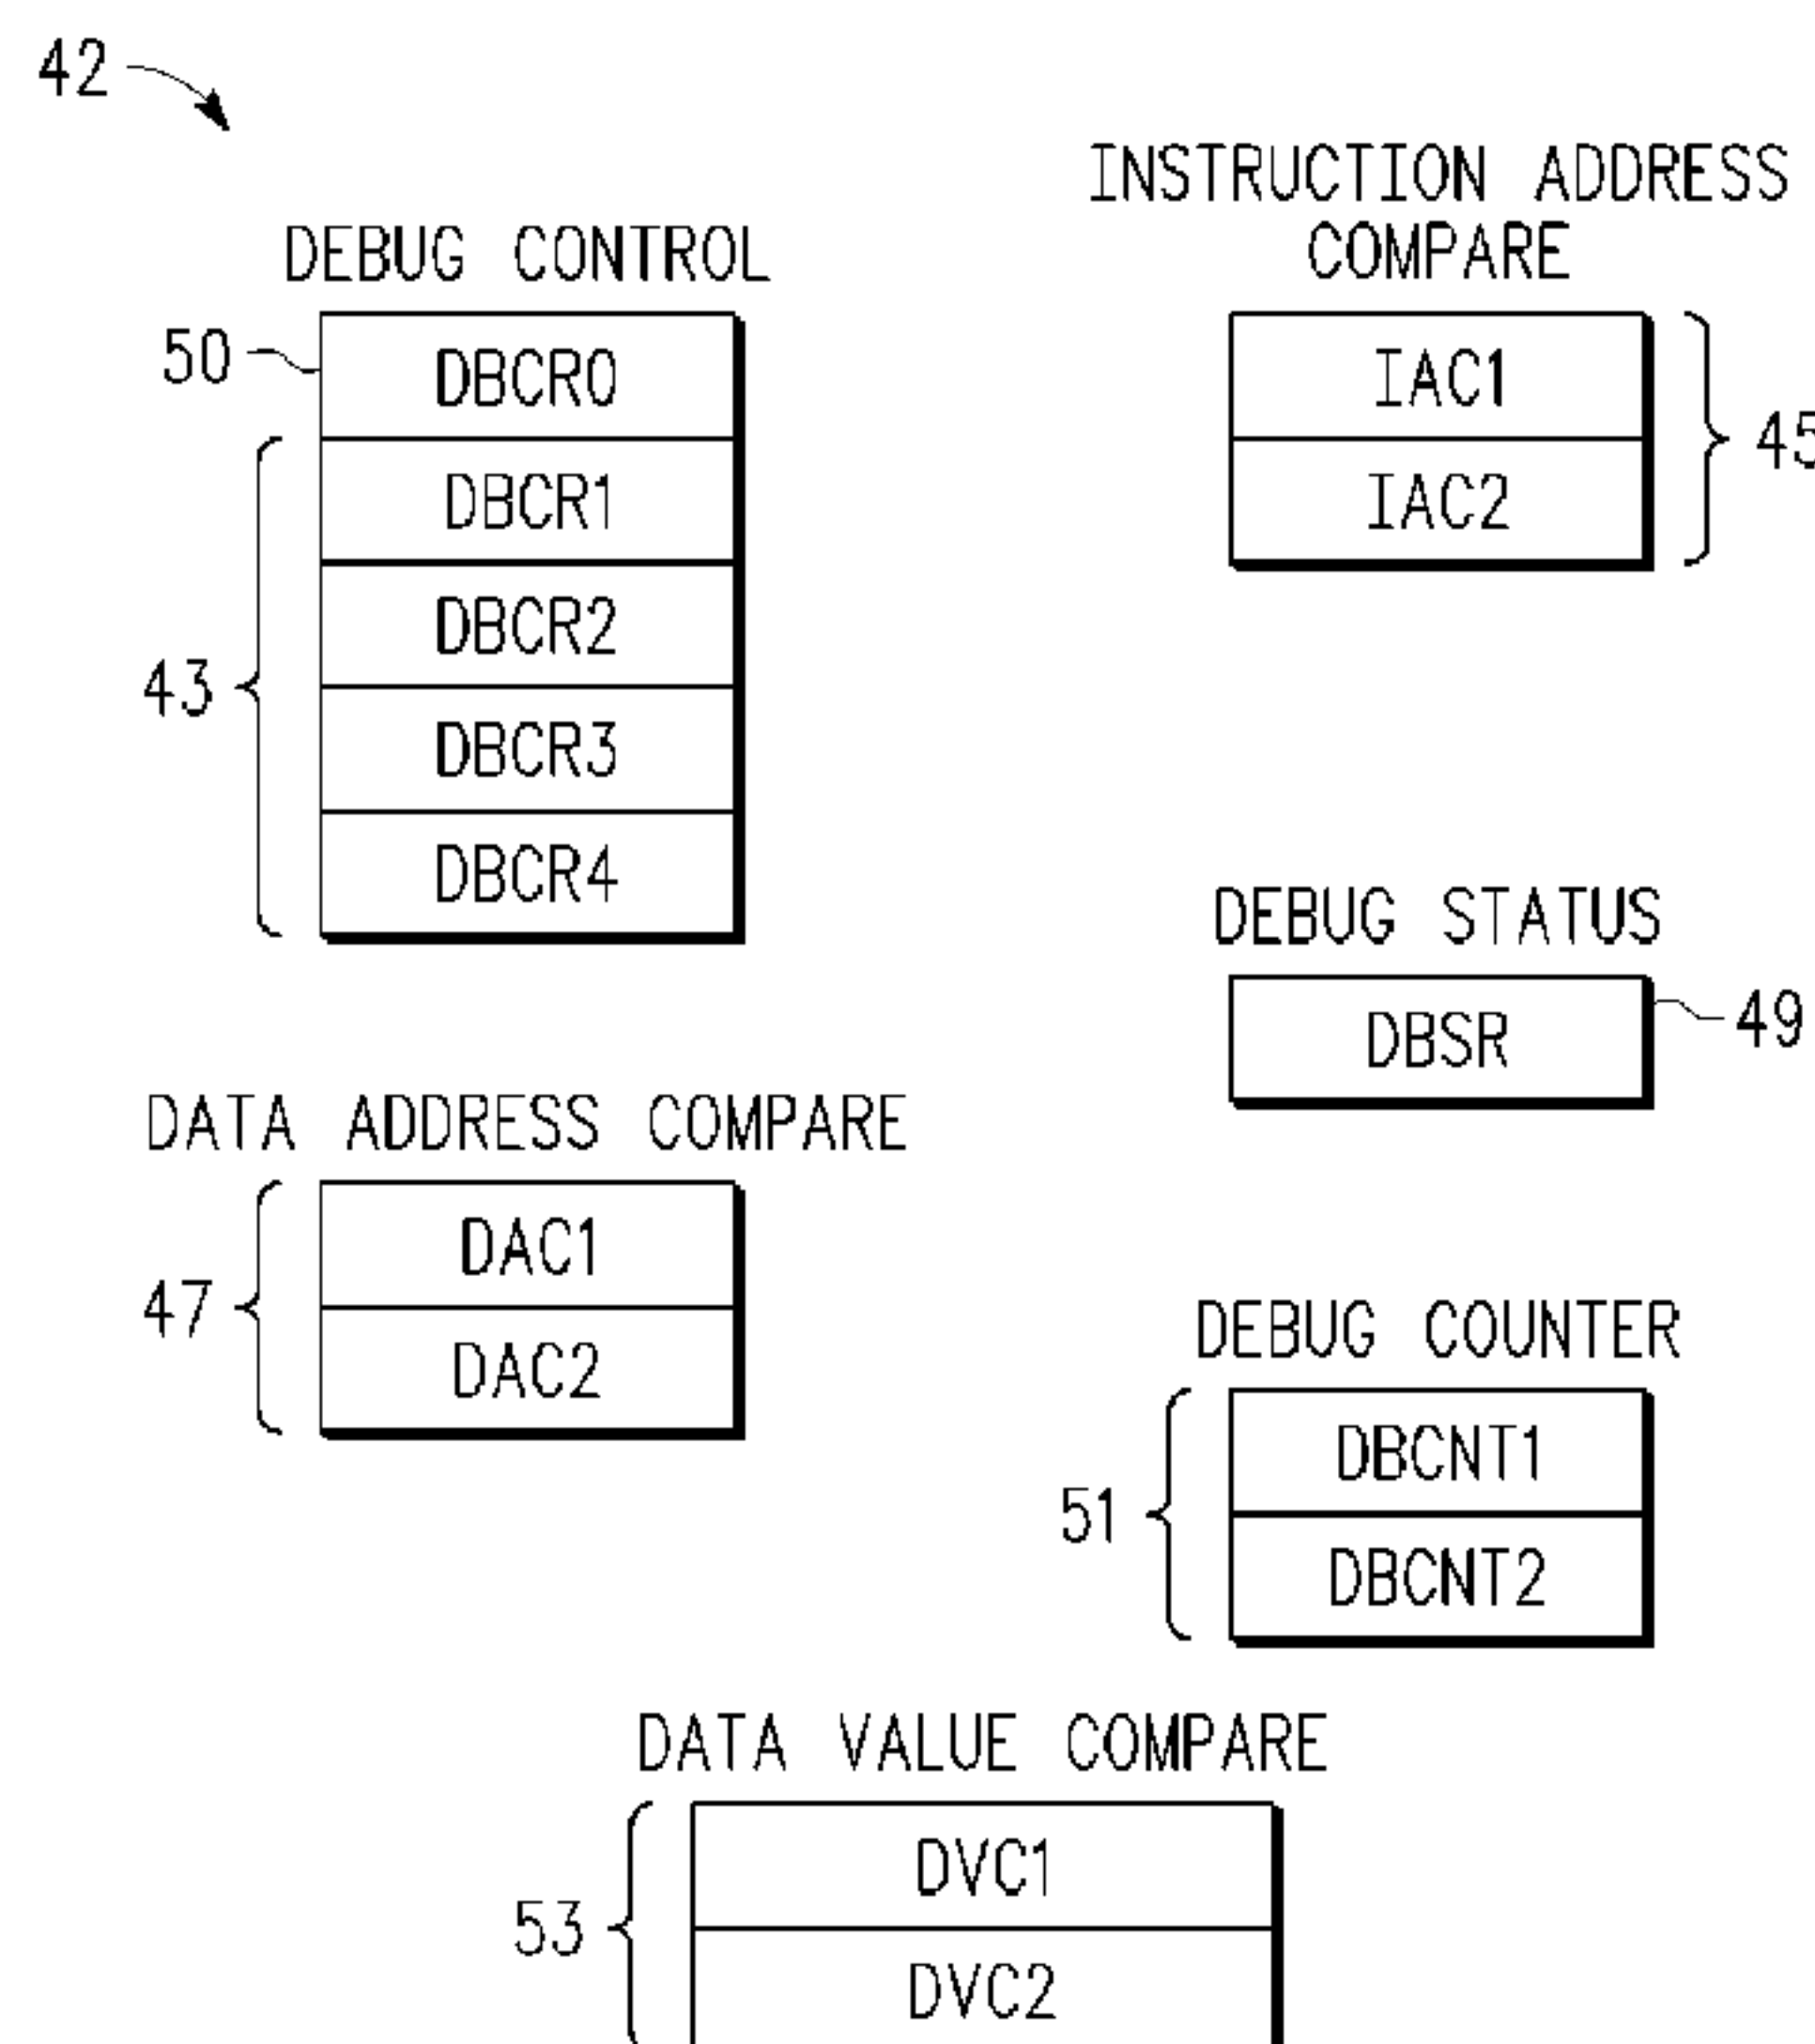 42
INSTRUCTION ADDRESS
COMPARE
DEBUG CONTROL
50
DBCR0
DBCR1
DBCR2
DBCR3
DBCR4
43
IAC1
IAC2
45
DEBUG STATUS
DBSR
49
DATA ADDRESS COMPARE
47
DAC1
DAC2
DEBUG COUNTER
51
DBCNT1
DBCNT2
DATA VALUE COMPARE
53
DVC1
DVC2